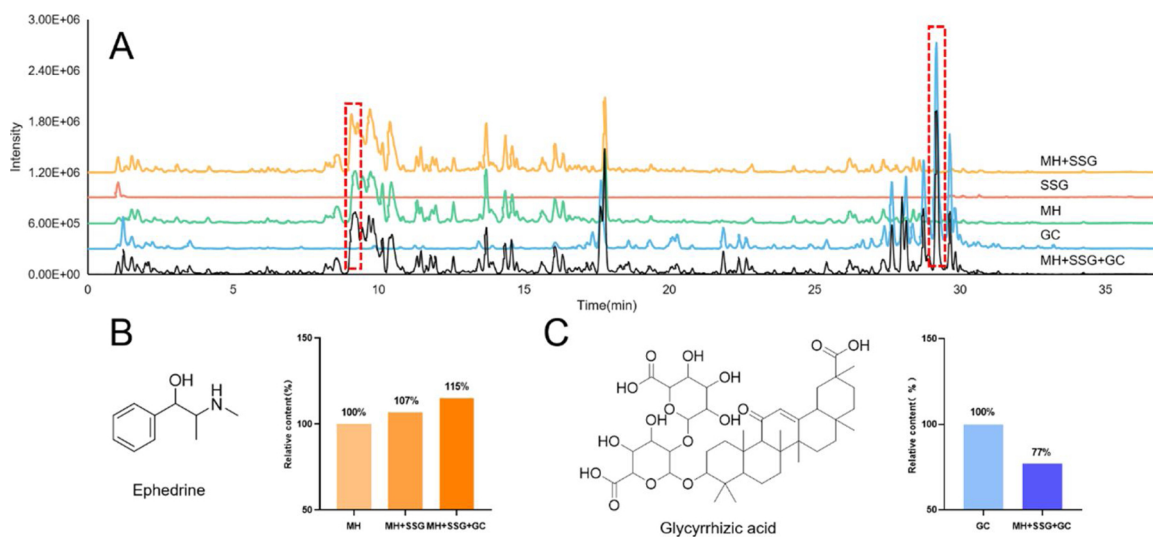 A
3.00E+06
2.40E+06
1.80E+06
1.20E+06
6.00E+05
0.00E+00
Intensity
MH+SSG
SSG
MH
GC
MH+SSG+GC
0 5 10 15 20 25 30 35
Time(min)
B
OH
H
N
Ephedrine
Relative content(%)
150
100
50
100%
107%
115%
MH MH+SSG MH+SSG+GC
C
O OH
HO
OH
OH
O
O
OH
OH
O
O
HO
OH
O
O
O
HO
O
OH
Glycyrrhizic acid
Relative content( %)
150
100
50
100%
77%
GC MH+SSG+GC